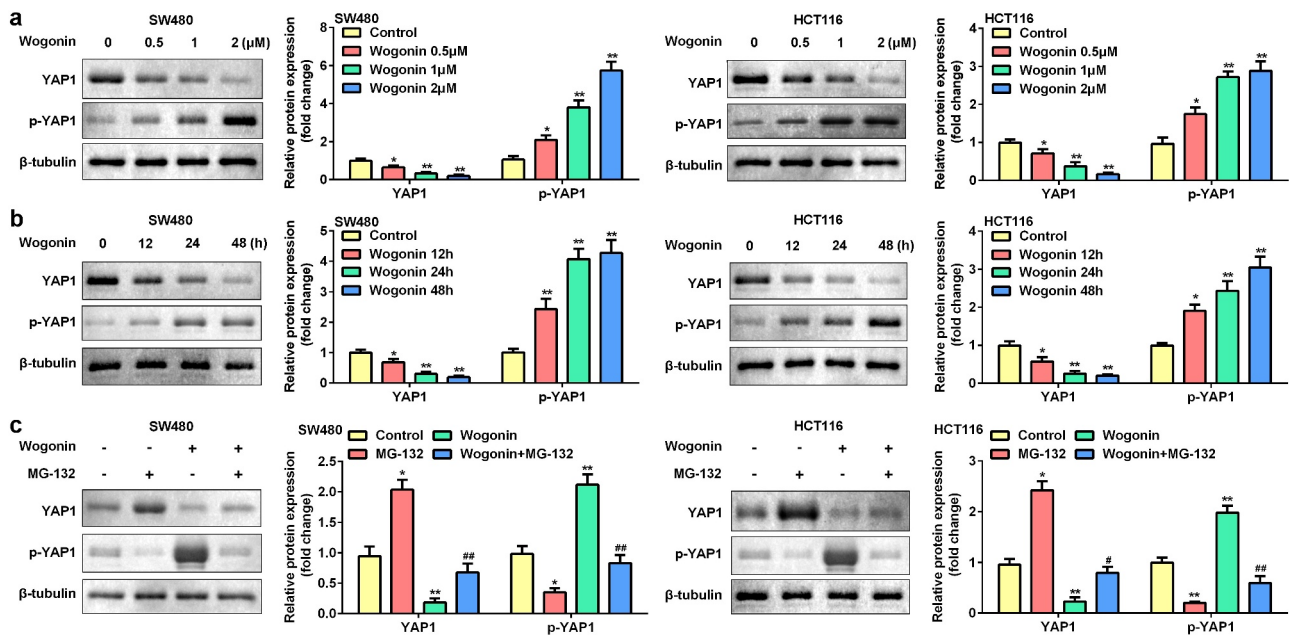 a
SW480
Wogonin 0 0.5 1 2 (μM)
YAP1
p-YAP1
β-tubulin
SW480
Relative protein expression
(fold change)
8
6
4
2
0
Control
Wogonin 0.5μM
Wogonin 1μM
Wogonin 2μM
* ** **
* ** **
YAP1 p-YAP1
HCT116
Wogonin 0 0.5 1 2 (μM)
YAP1
p-YAP1
β-tubulin
HCT116
Relative protein expression
(fold change)
4
3
2
1
0
Control
Wogonin 0.5μM
Wogonin 1μM
Wogonin 2μM
* ** **
* ** **
YAP1 p-YAP1
b
SW480
Wogonin 0 12 24 48 (h)
YAP1
p-YAP1
β-tubulin
SW480
Relative protein expression
(fold change)
5
4
3
2
1
0
Control
Wogonin 12h
Wogonin 24h
Wogonin 48h
* ** **
** ** **
YAP1 p-YAP1
HCT116
Wogonin 0 12 24 48 (h)
YAP1
p-YAP1
β-tubulin
HCT116
Relative protein expression
(fold change)
4
3
2
1
0
Control
Wogonin 12h
Wogonin 24h
Wogonin 48h
* ** **
* ** **
YAP1 p-YAP1
c
SW480
Wogonin - - + +
MG-132 - + - +
YAP1
p-YAP1
β-tubulin
SW480
Relative protein expression
(fold change)
2.5
2.0
1.5
1.0
0.5
0.0
Control Wogonin
MG-132 Wogonin+MG-132
* ** ##
* ** ##
YAP1 p-YAP1
HCT116
Wogonin - - + +
MG-132 - + - +
YAP1
p-YAP1
β-tubulin
HCT116
Relative protein expression
(fold change)
3
2
1
0
Control Wogonin
MG-132 Wogonin+MG-132
* ** #
** ** ##
YAP1 p-YAP1